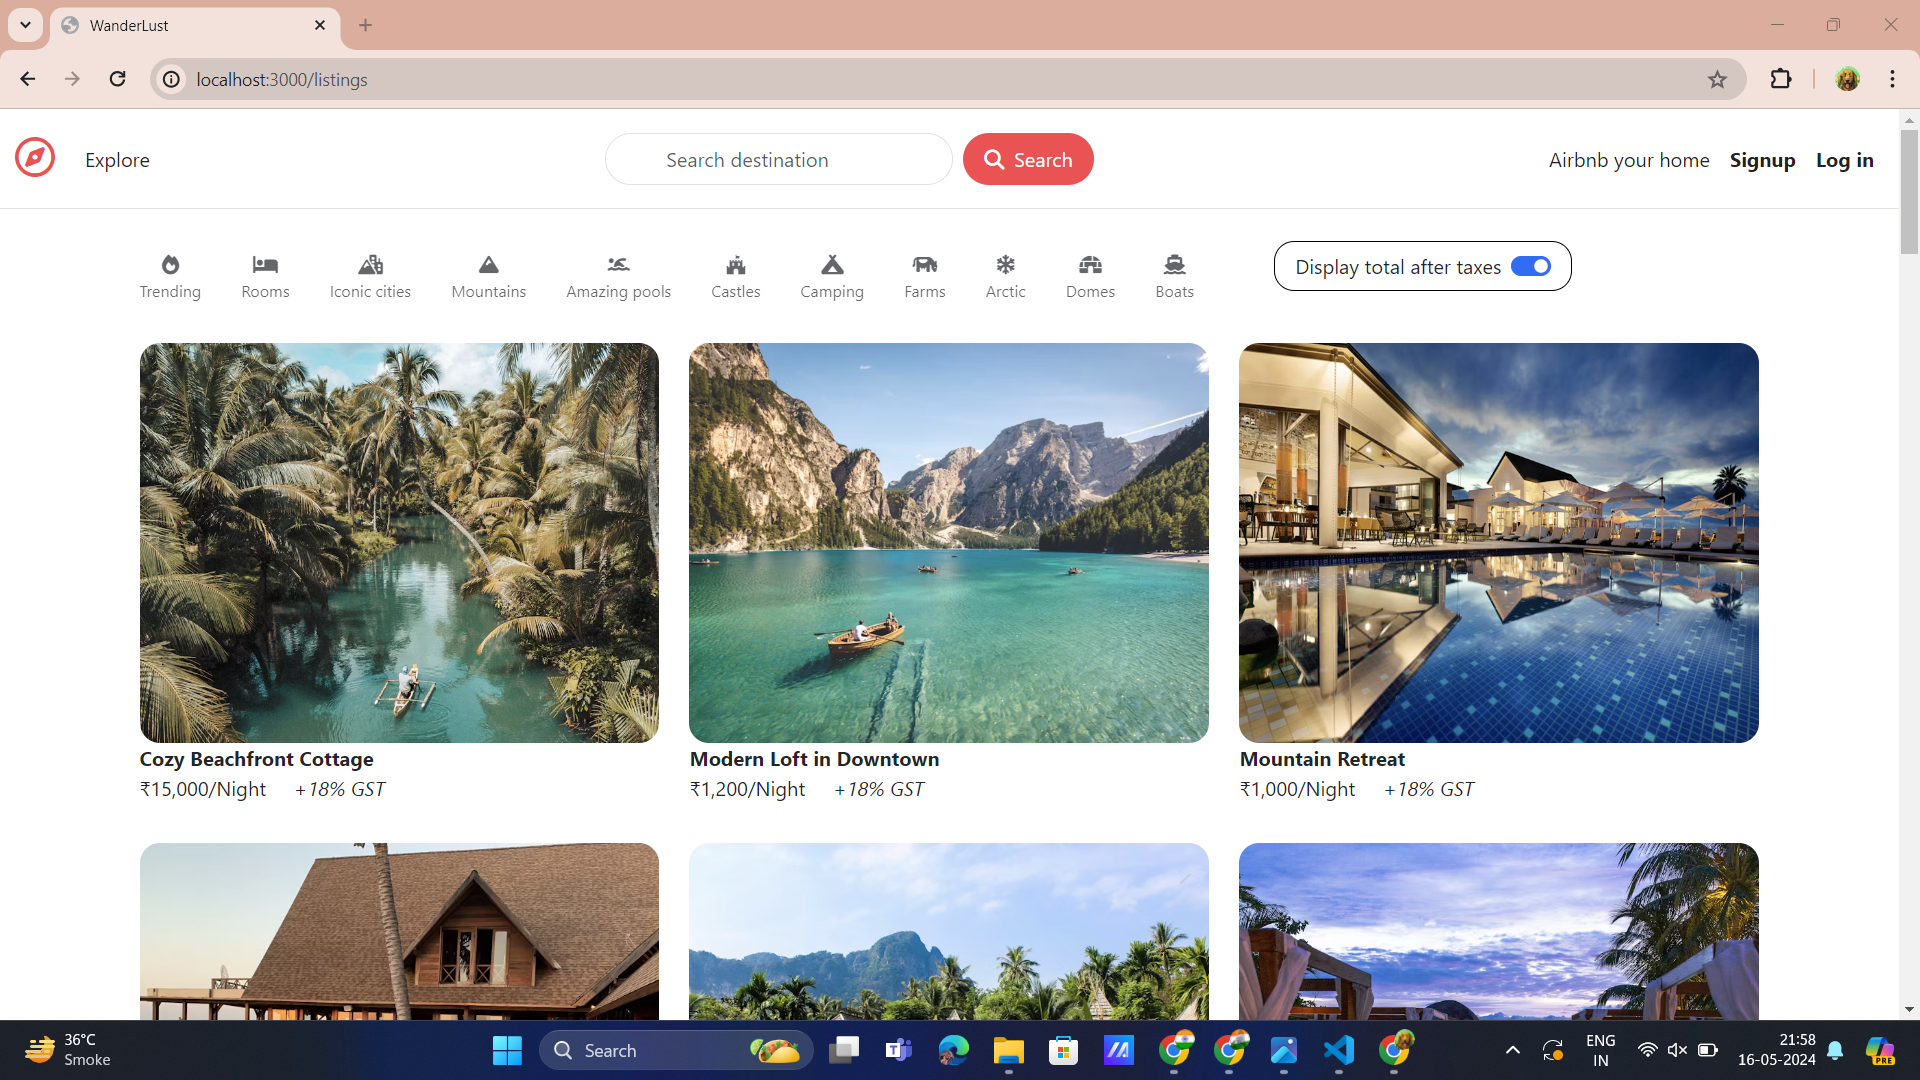 WanderLust
localhost:3000/listings
Explore
Search destination
Search
Airbnb your home
Signup
Log in
Trending
Rooms
Iconic cities
Mountains
Amazing pools
Castles
Camping
Farms
Arctic
Domes
Boats
Display total after taxes
Cozy Beachfront Cottage
₹15,000/Night +18% GST
Modern Loft in Downtown
₹1,200/Night +18% GST
Mountain Retreat
₹1,000/Night +18% GST
36°C
Smoke
Search
ENG
IN
21:58
16-05-2024
PRE